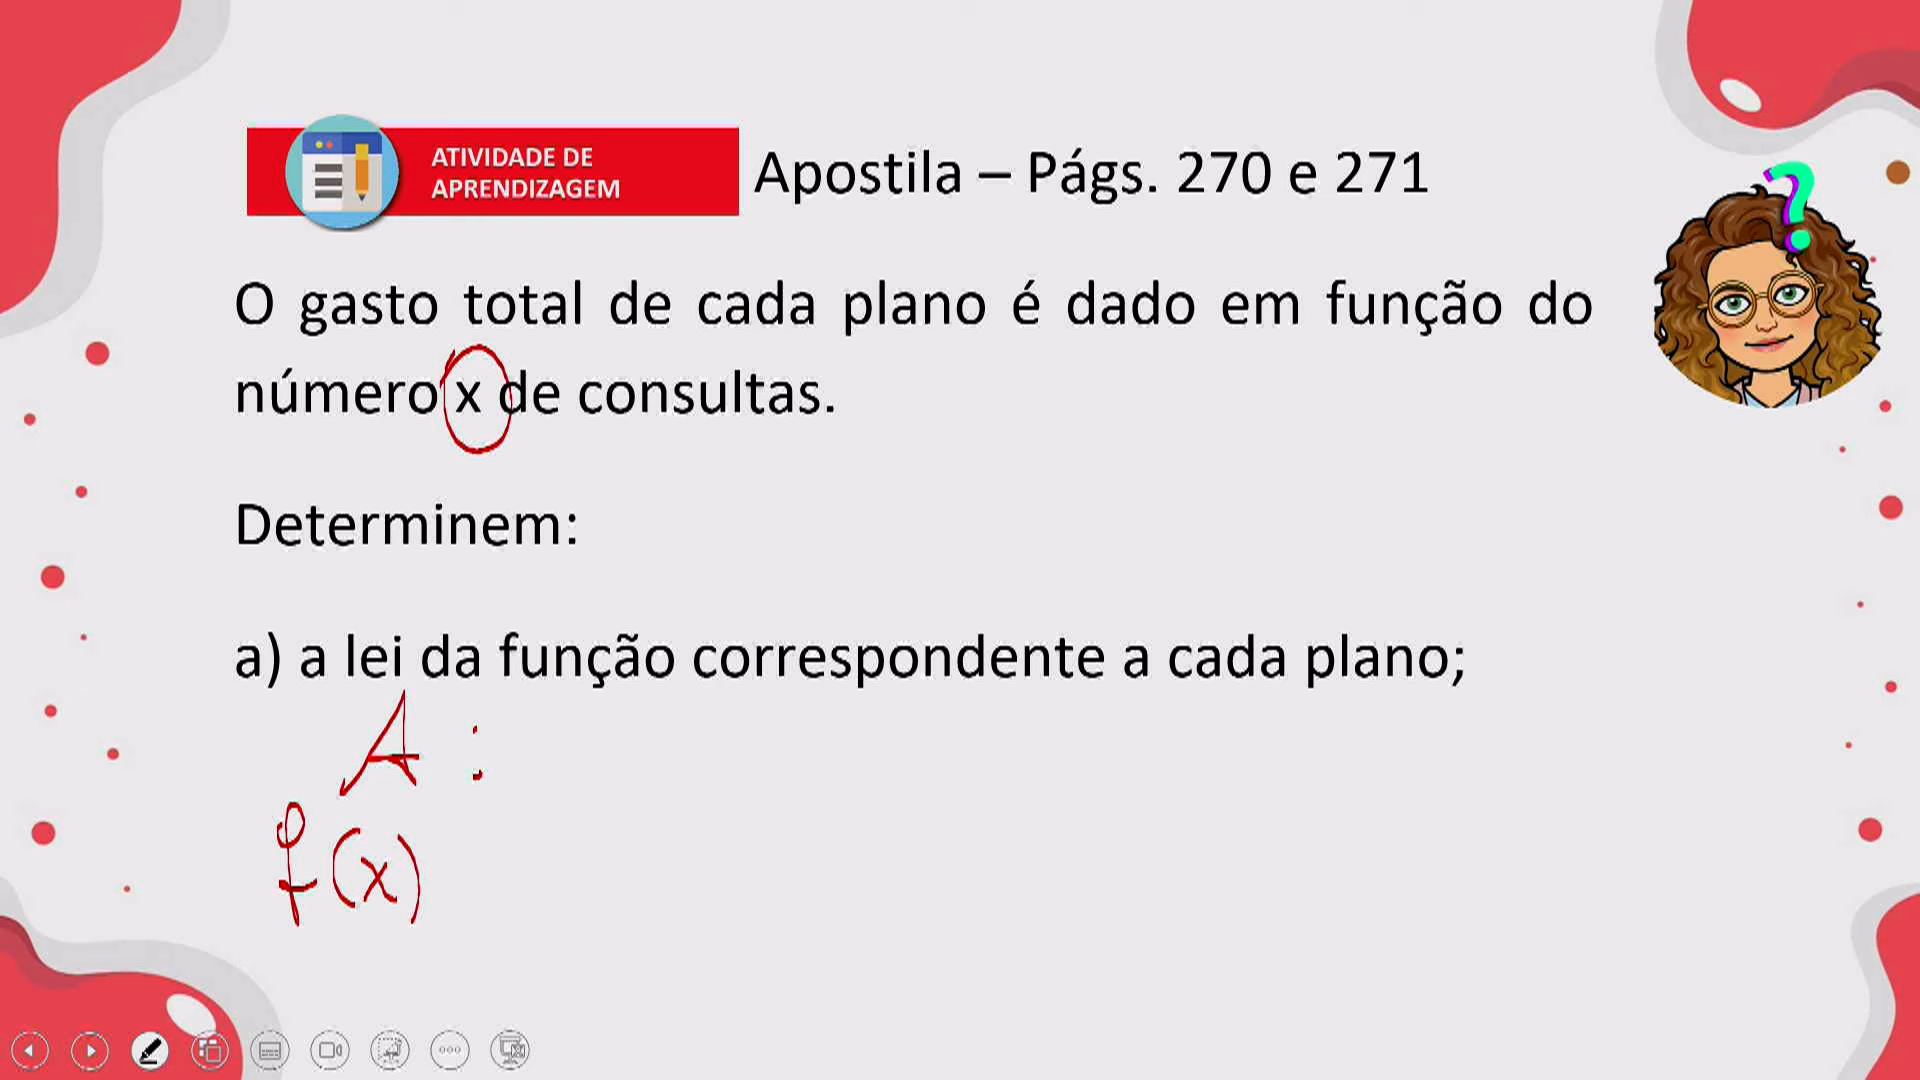 ATIVIDADE DE
APRENDIZAGEM
Apostila – Págs. 270 e 271
?
O gasto total de cada plano é dado em função do
número x de consultas.
Determinem:
a) a lei da função correspondente a cada plano;
A :
f(x)